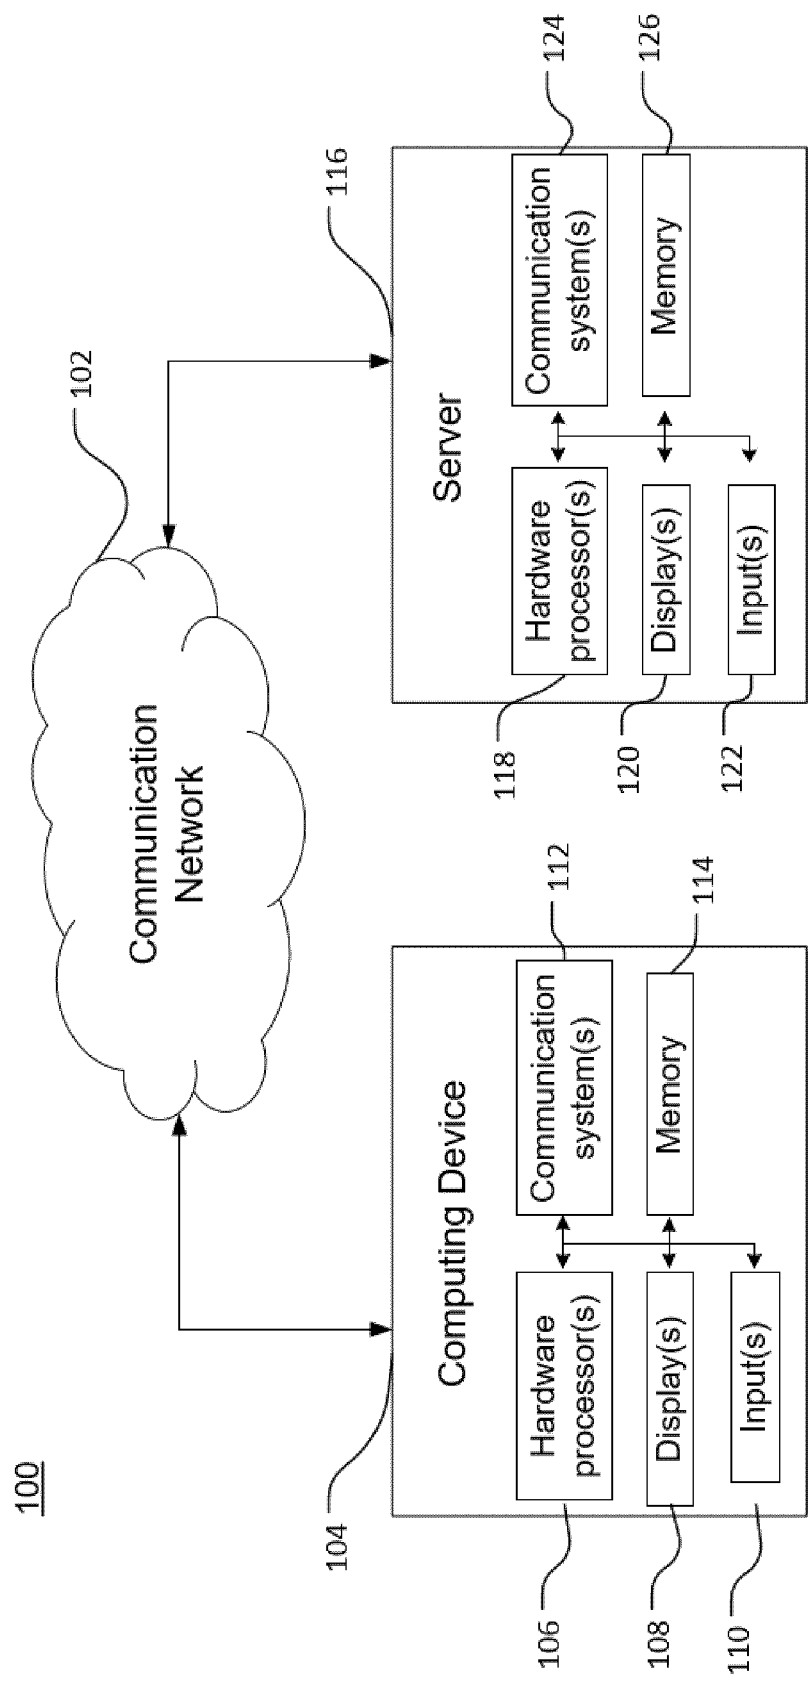 100
102
Communication
Network
104
Computing Device
106
Hardware
processor(s)
Communication
system(s)
112
108
Display(s)
Memory
114
110
Input(s)
116
Server
118
Hardware
processor(s)
Communication
system(s)
124
120
Display(s)
Memory
126
122
Input(s)